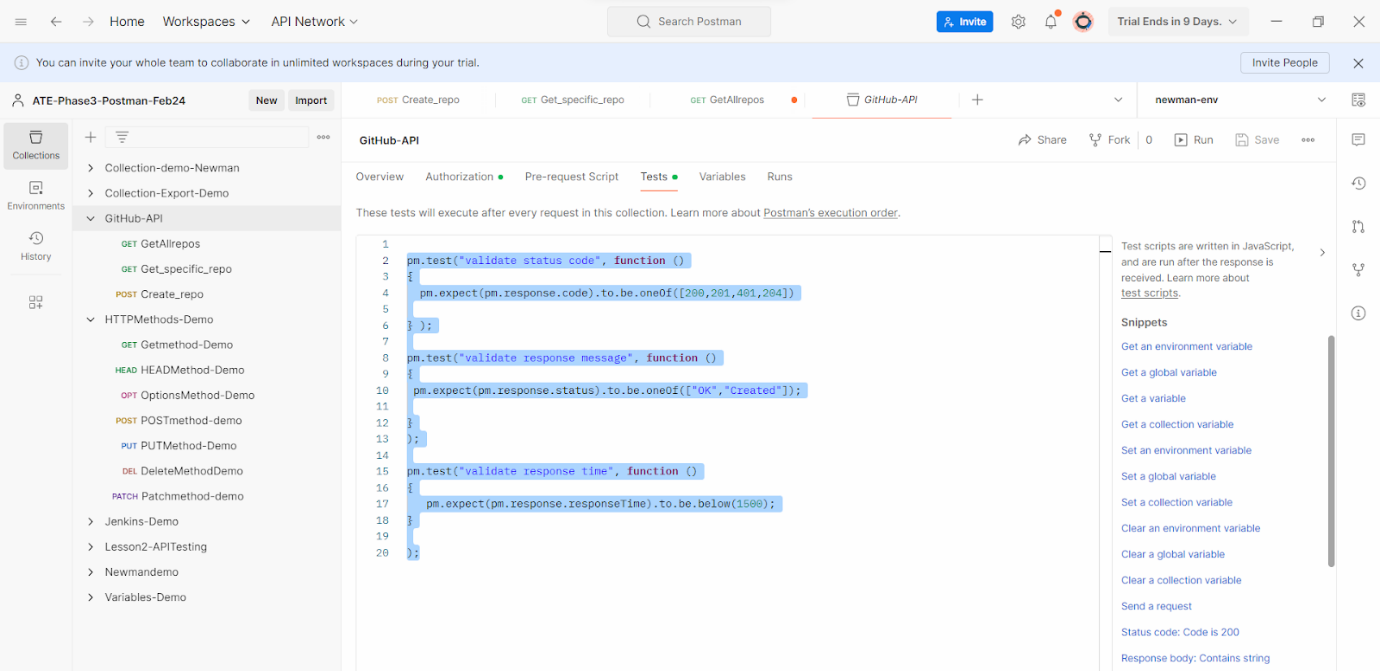 Home Workspaces API Network Search Postman Invite Trial Ends in 9 Days.
You can invite your whole team to collaborate in unlimited workspaces during your trial. Invite People
ATE-Phase3-Postman-Feb24 New Import
POST Create_repo GET Get_specific_repo GET GetAllrepos GitHub-API newman-env
Collections
Environments
History
Collection-demo-Newman
Collection-Export-Demo
GitHub-API
GET GetAllrepos
GET Get_specific_repo
POST Create_repo
HTTPMethods-Demo
GET Getmethod-Demo
HEAD HEADMethod-Demo
OPT OptionsMethod-Demo
POST POSTmethod-demo
PUT PUTMethod-Demo
DEL DeleteMethodDemo
PATCH Patchmethod-demo
Jenkins-Demo
Lesson2-APITesting
Newmandemo
Variables-Demo
GitHub-API Share Fork 0 Run Save
Overview Authorization Pre-request Script Tests Variables Runs
These tests will execute after every request in this collection. Learn more about Postman's execution order.
1
2 pm.test("validate status code", function ()
3 {
4 pm.expect(pm.response.code).to.be.oneOf([200,201,401,204])
5
6 } );
7
8 pm.test("validate response message", function ()
9 {
10 pm.expect(pm.response.status).to.be.oneOf(["OK","Created"]);
11
12 }
13 );
14
15 pm.test("validate response time", function ()
16 {
17 pm.expect(pm.response.responseTime).to.be.below(1500);
18 }
19
20 );
Test scripts are written in JavaScript,
and are run after the response is
received. Learn more about
test scripts.
Snippets
Get an environment variable
Get a global variable
Get a variable
Get a collection variable
Set an environment variable
Set a global variable
Set a collection variable
Clear an environment variable
Clear a global variable
Clear a collection variable
Send a request
Status code: Code is 200
Response body: Contains string